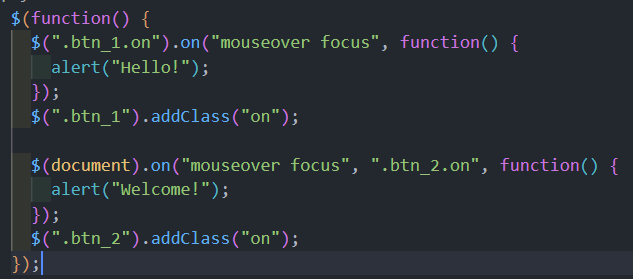 $(function() {
$(".btn_1.on").on("mouseover focus", function() {
alert("Hello!");
});
$(".btn_1").addClass("on");
$(document).on("mouseover focus", ".btn_2.on", function() {
alert("Welcome!");
});
$(".btn_2").addClass("on");
});